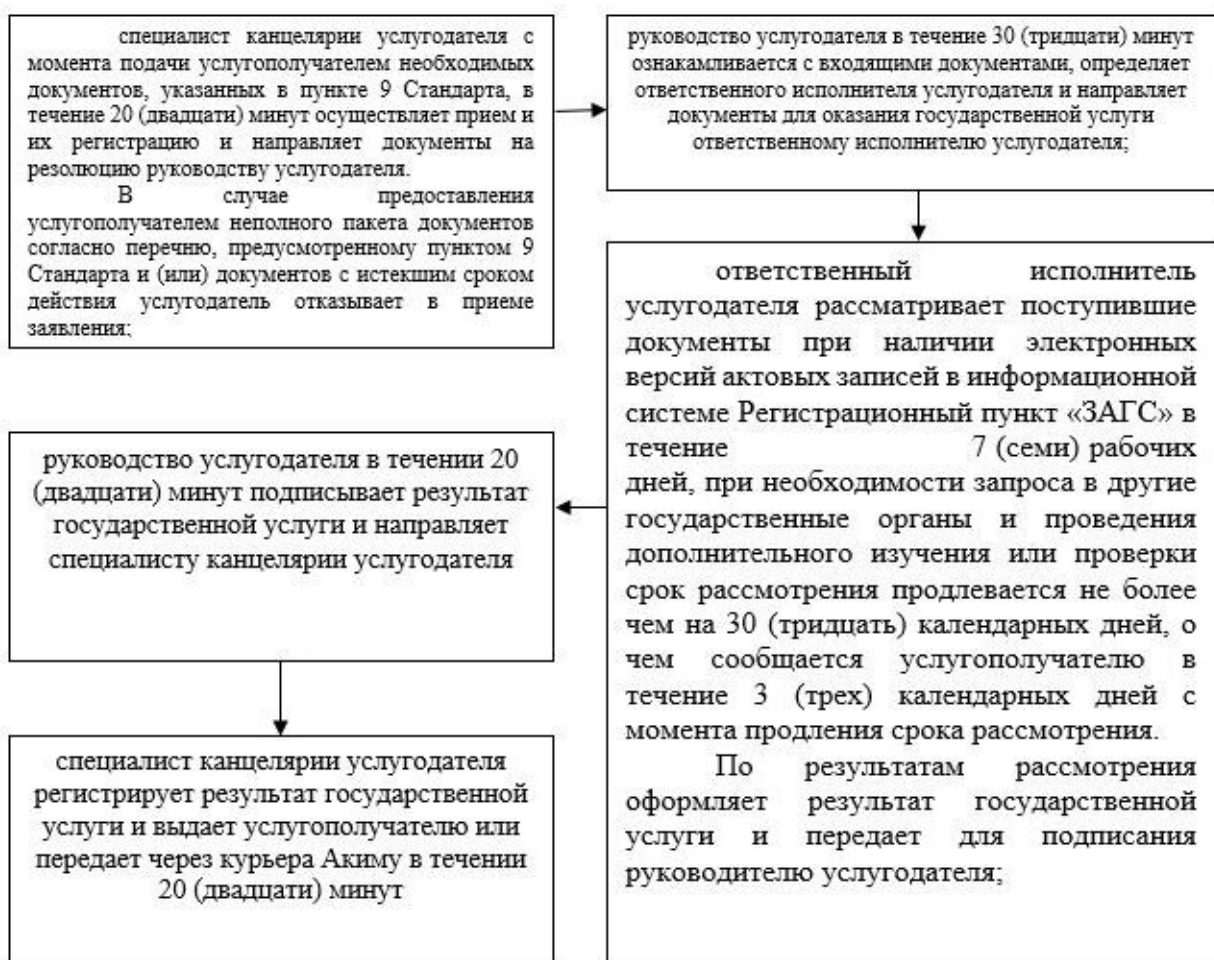 специалист канцелярии услугодателя с
момента подачи услугополучателем необходимых
документов, указанных в пункте 9 Стандарта, в
течение 20 (двадцати) минут осуществляет прием и
их регистрацию и направляет документы на
резолюцию руководству услугодателя.
В случае предоставления
услугополучателем неполного пакета документов
согласно перечню, предусмотренному пунктом 9
Стандарта и (или) документов с истекшим сроком
действия услугодатель отказывает в приеме
заявления;
руководство услугодателя в течение 30 (тридцати) минут
ознакамливается с входящими документами, определяет
ответственного исполнителя услугодателя и направляет
документы для оказания государственной услуги
ответственному исполнителю услугодателя;
ответственный исполнитель
услугодателя рассматривает поступившие
документы при наличии электронных
версий актовых записей в информационной
системе Регистрационный пункт «ЗАГС» в
течение 7 (семи) рабочих
дней, при необходимости запроса в другие
государственные органы и проведения
дополнительного изучения или проверки
срок рассмотрения продлевается не более
чем на 30 (тридцать) календарных дней, о
чем сообщается услугополучателю в
течение 3 (трех) календарных дней с
момента продления срока рассмотрения.
По результатам рассмотрения
оформляет результат государственной
услуги и передает для подписания
руководителю услугодателя;
руководство услугодателя в течении 20
(двадцати) минут подписывает результат
государственной услуги и направляет
специалисту канцелярии услугодателя
специалист канцелярии услугодателя
регистрирует результат государственной
услуги и выдает услугополучателю или
передает через курьера Акиму в течении
20 (двадцати) минут